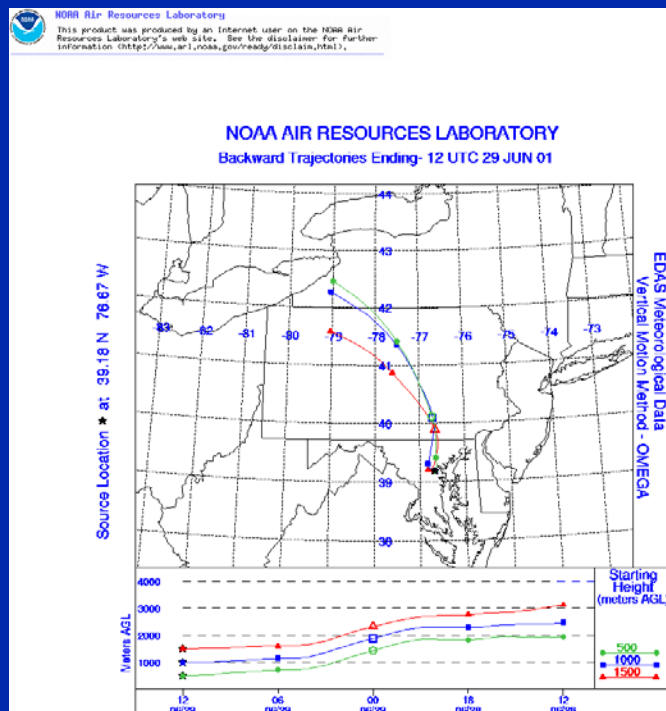 NOAA Air Resources Laboratory
This product was produced by an Internet user on the NOAA Air
Resources Laboratory's web site. See the disclaimer for further
information (http://www.arl.noaa.gov/ready/disclaim.html).
NOAA AIR RESOURCES LABORATORY
Backward Trajectories Ending- 12 UTC 29 JUN 01
Source Location ★ at 39.18 N 76.67 W
44
43
42
-83 -82 -81 -80 -79 -78 -77 -76 -75 -74 -73
41
40
39
38
EDAS Meteorological Data
Vertical Motion Method - OMEGA
Meters AGL
4000
3000
2000
1000
Starting
Height
(meters AGL)
500
1000
1500
12 06 00 18 12